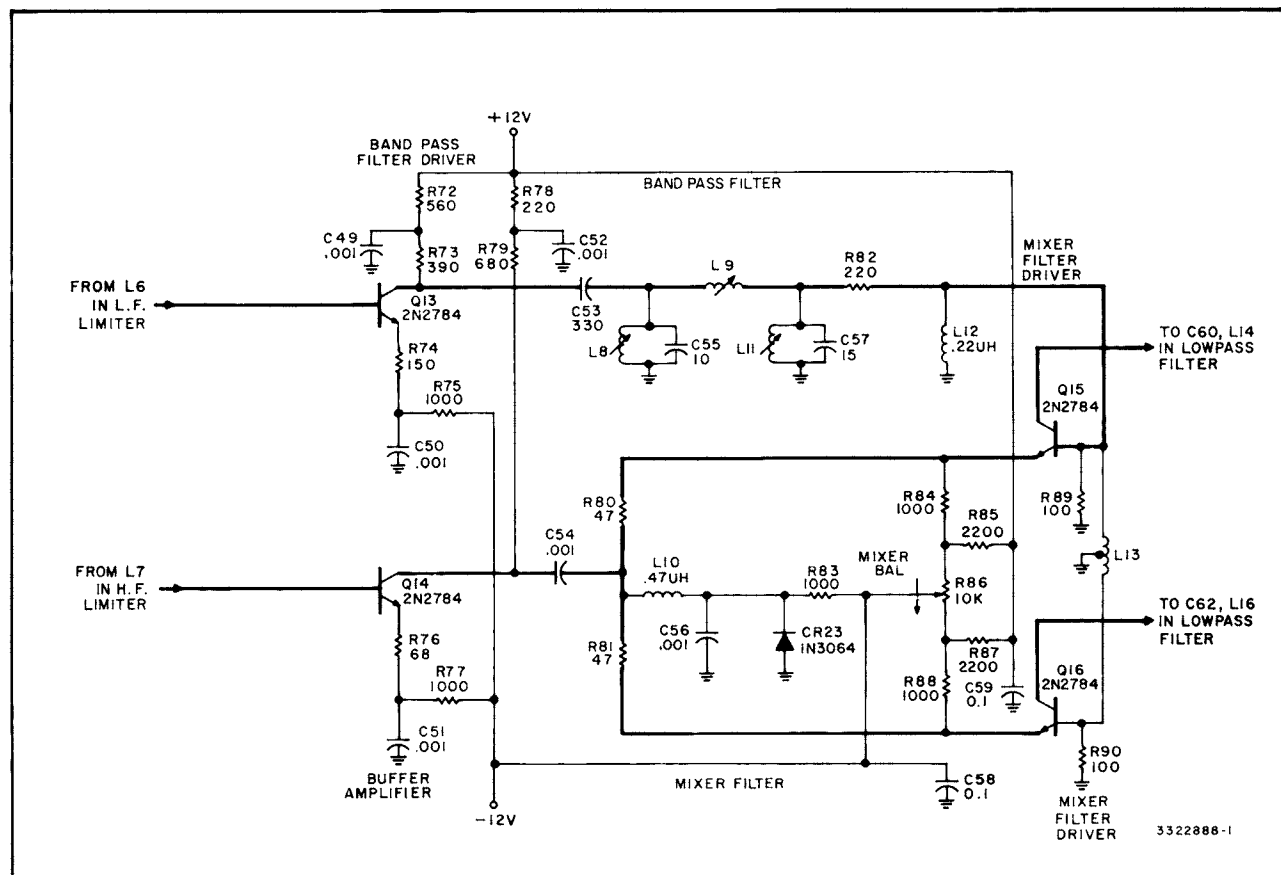 +12V
BAND PASS
FILTER DRIVER
R72
560
R78
220
BAND PASS FILTER
C49
.001
R73
390
R79
680
C52
.001
L9
R82
220
MIXER
FILTER
DRIVER
FROM L6
IN L.F.
LIMITER
Q13
2N2784
C53
330
L8
C55
10
L11
C57
15
L12
.22UH
TO C60, L14
IN LOWPASS
FILTER
R74
150
R75
1000
C50
.001
Q15
2N2784
R80
47
R84
1000
R85
2200
R89
100
L13
FROM L7
IN H.F.
LIMITER
Q14
2N2784
C54
.001
L10
.47UH
R83
1000
MIXER
BAL
R86
10K
TO C62, L16
IN LOWPASS
FILTER
R76
68
R77
1000
R81
47
C56
.001
CR23
IN3064
R87
2200
R88
1000
C59
0.1
Q16
2N2784
C51
.001
BUFFER
AMPLIFIER
MIXER FILTER
C58
0.1
R90
100
-12V
MIXER
FILTER
DRIVER
3322888-1